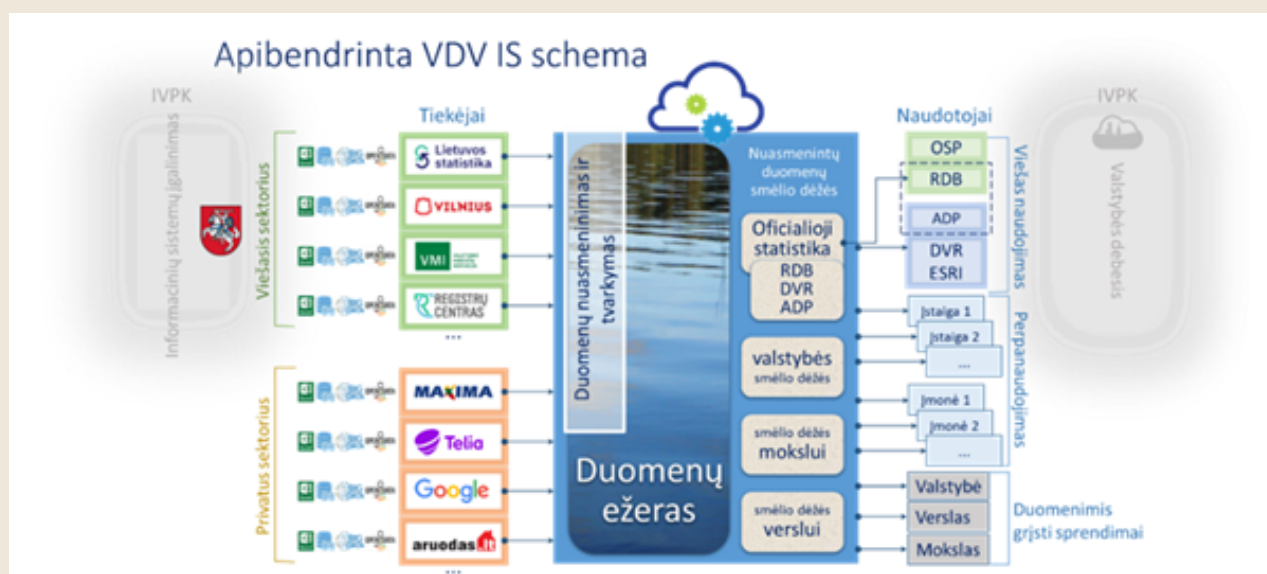 Apibendrinta VDV IS schema
IVPK
Informacinių sistemų įgalinimas
Tiekėjai
Viešasis sektorius
Lietuvos
statistika
VILNIUS
VMI
REGISTRŲ
CENTRAS
...
Privatus sektorius
MAXIMA
Telia
Google
aruodas.lt
...
Duomenų nuasmeninimas ir
tvarkymas
Duomenų
ežeras
Nuasmenintų
duomenų
smėlio dėžės
Oficialioji
statistika
RDB
DVR
ADP
valstybės
smėlio dėžės
smėlio dėžės
mokslui
smėlio dėžės
verslui
Naudotojai
OSP
RDB
ADP
DVR
ESRI
Įstaiga 1
Įstaiga 2
...
Įmonė 1
Įmonė 2
...
Valstybė
Verslas
Mokslas
Viešas naudojimas
Perpanaudojimas
Duomenimis
grįsti sprendimai
IVPK
Valstybės debesis